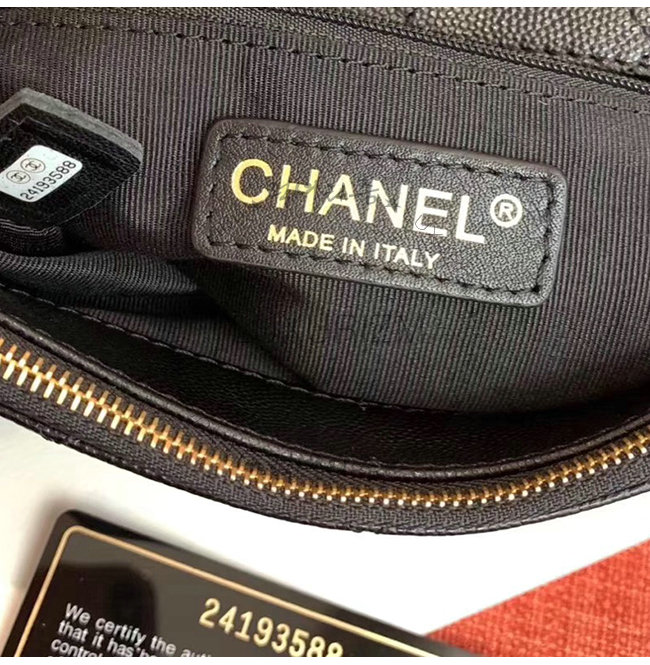 CHANEL®
MADE IN ITALY
24193588
24193588
We certify the
that it has